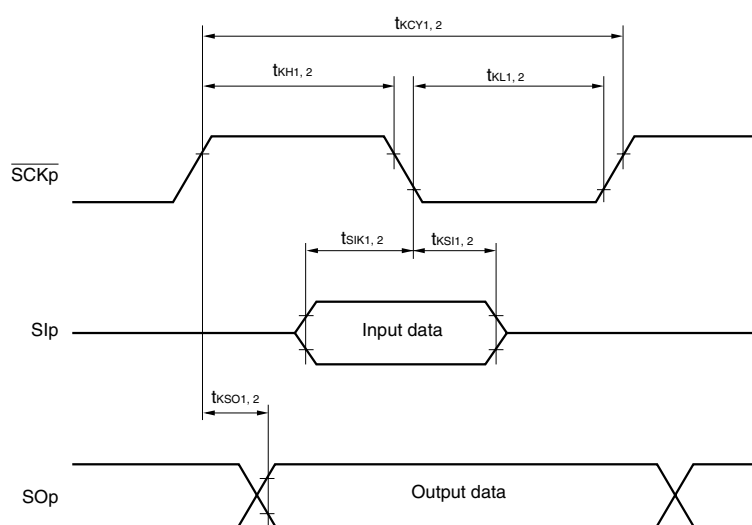 tKCY1, 2
tKH1, 2
tKL1, 2
SCKp
tSIK1, 2
tKSI1, 2
SIp
Input data
tKSO1, 2
SOp
Output data